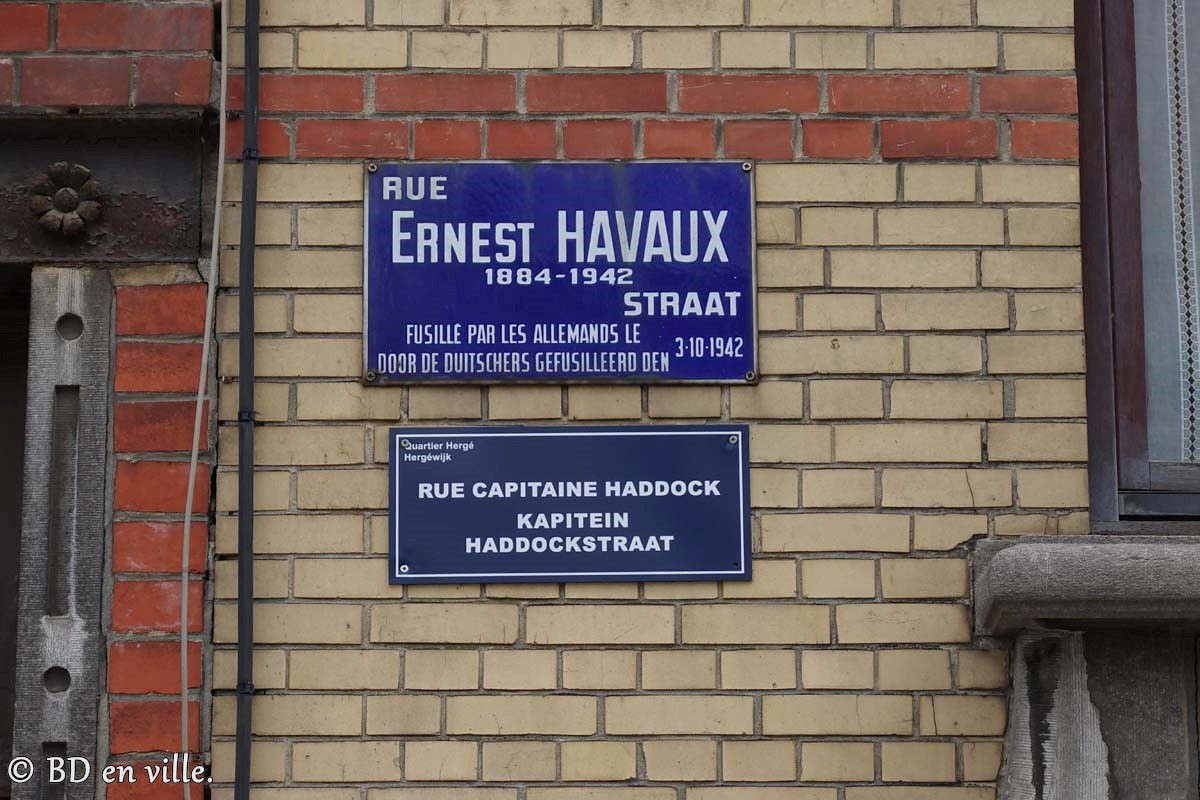 RUE
ERNEST HAVAUX
1884-1942
STRAAT
FUSILLÉ PAR LES ALLEMANDS LE
DOOR DE DUITSCHERS GEFUSILLEERD DEN
3-10-1942
Quartier Hergé
Hergéwijk
RUE CAPITAINE HADDOCK
KAPITEIN
HADDOCKSTRAAT
© BD en ville.